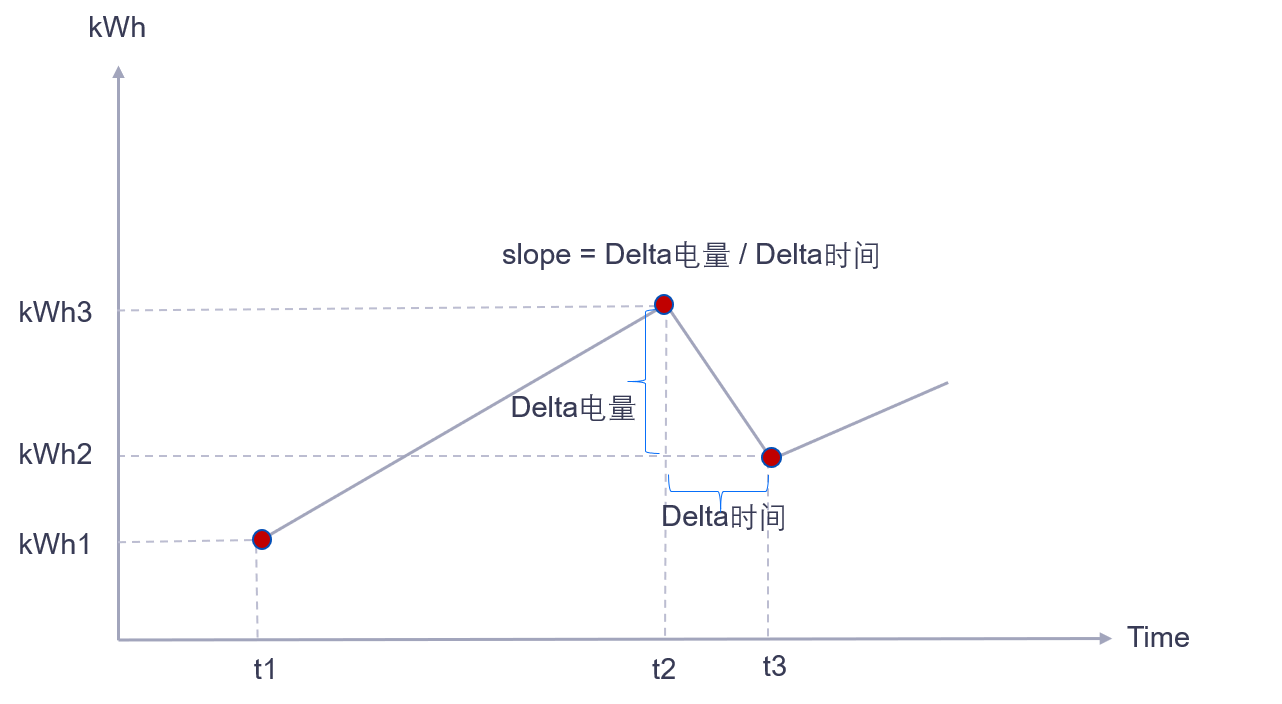 kWh
slope = Delta电量 / Delta时间
kWh3
Delta电量
kWh2
Delta时间
kWh1
Time
t1
t2
t3